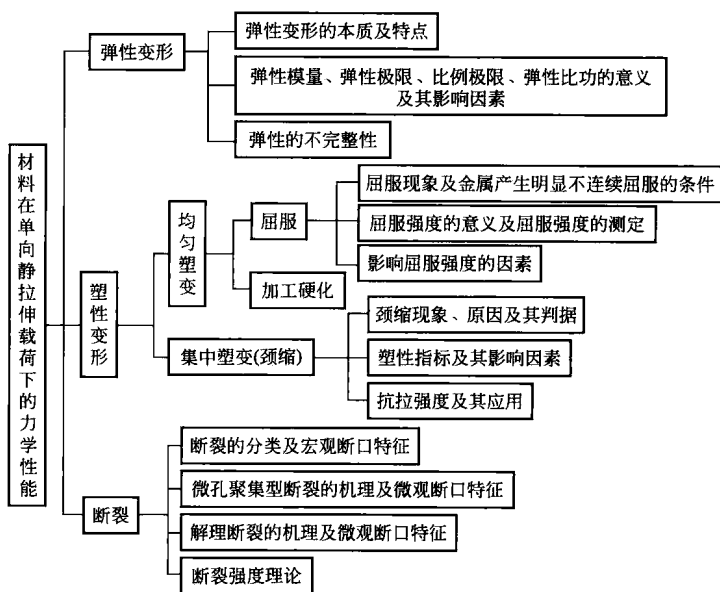 材料在单向静拉伸载荷下的力学性能
弹性变形
弹性变形的本质及特点
弹性模量、弹性极限、比例极限、弹性比功的意义
及其影响因素
弹性的不完整性
塑性变形
均匀塑变
屈服
屈服现象及金属产生明显不连续屈服的条件
屈服强度的意义及屈服强度的测定
影响屈服强度的因素
加工硬化
集中塑变(颈缩)
颈缩现象、原因及其判据
塑性指标及其影响因素
抗拉强度及其应用
断裂
断裂的分类及宏观断口特征
微孔聚集型断裂的机理及微观断口特征
解理断裂的机理及微观断口特征
断裂强度理论